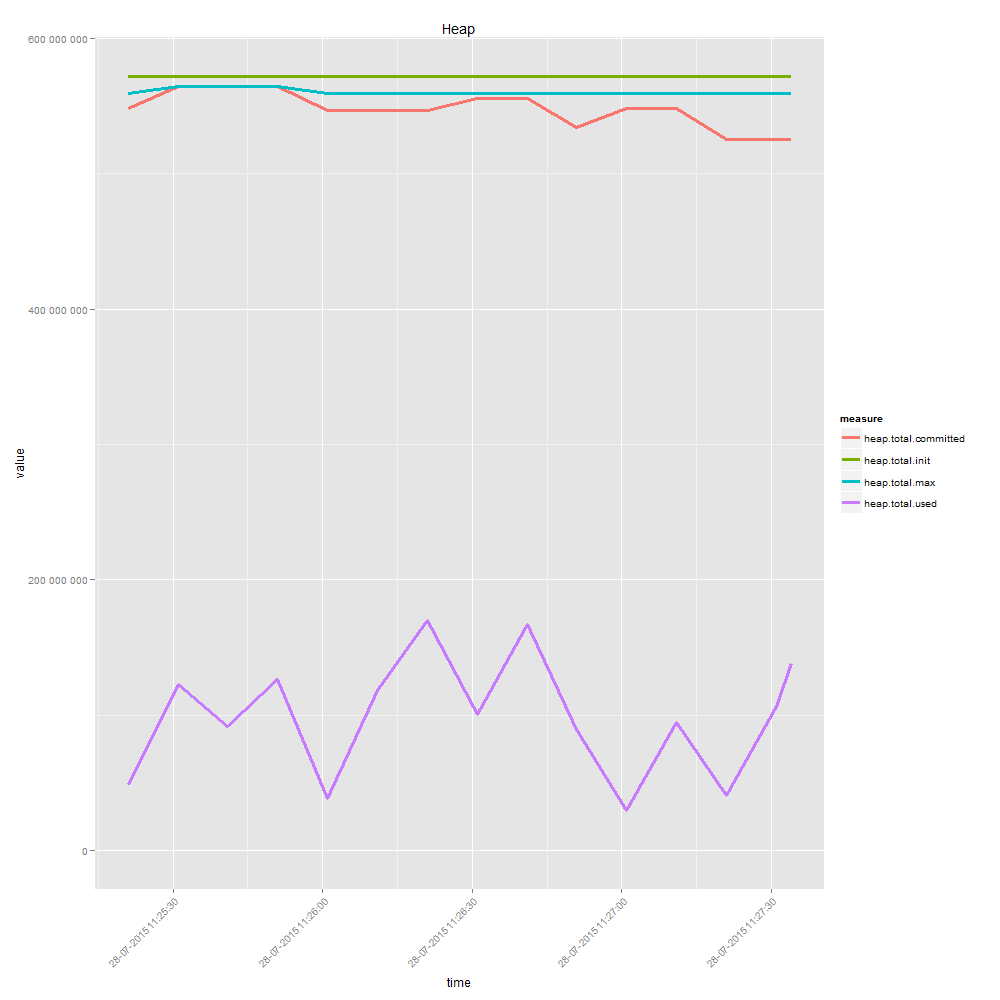 Heap
600 000 000
400 000 000
200 000 000
0
value
28-07-2015 11:25:30
28-07-2015 11:26:00
28-07-2015 11:26:30
28-07-2015 11:27:00
28-07-2015 11:27:30
time
measure
heap.total.committed
heap.total.init
heap.total.max
heap.total.used